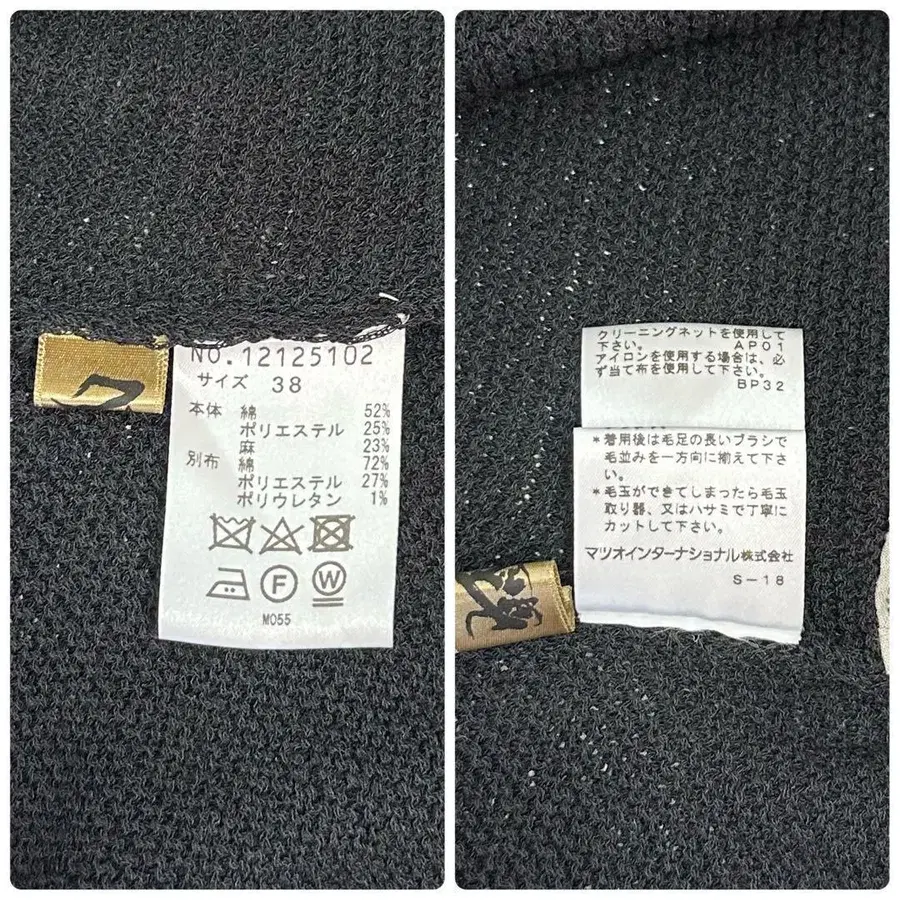 NO.12125102
サイズ 38
本体 綿 52%
ポリエステル 25%
麻 23%
別布 綿 72%
ポリエステル 27%
ポリウレタン 1%
F W
M055
クリーニングネットを使用して
下さい。 AP01
アイロンを使用する場合は、必
ず当て布を使用して下さい。
BP32
*着用後は毛足の長いブラシで
毛並みを一方向に揃えて下さ
い。
*毛玉ができてしまったら毛玉
取り器、又はハサミで丁寧に
カットして下さい。
マツオインターナショナル株式会社
S-18